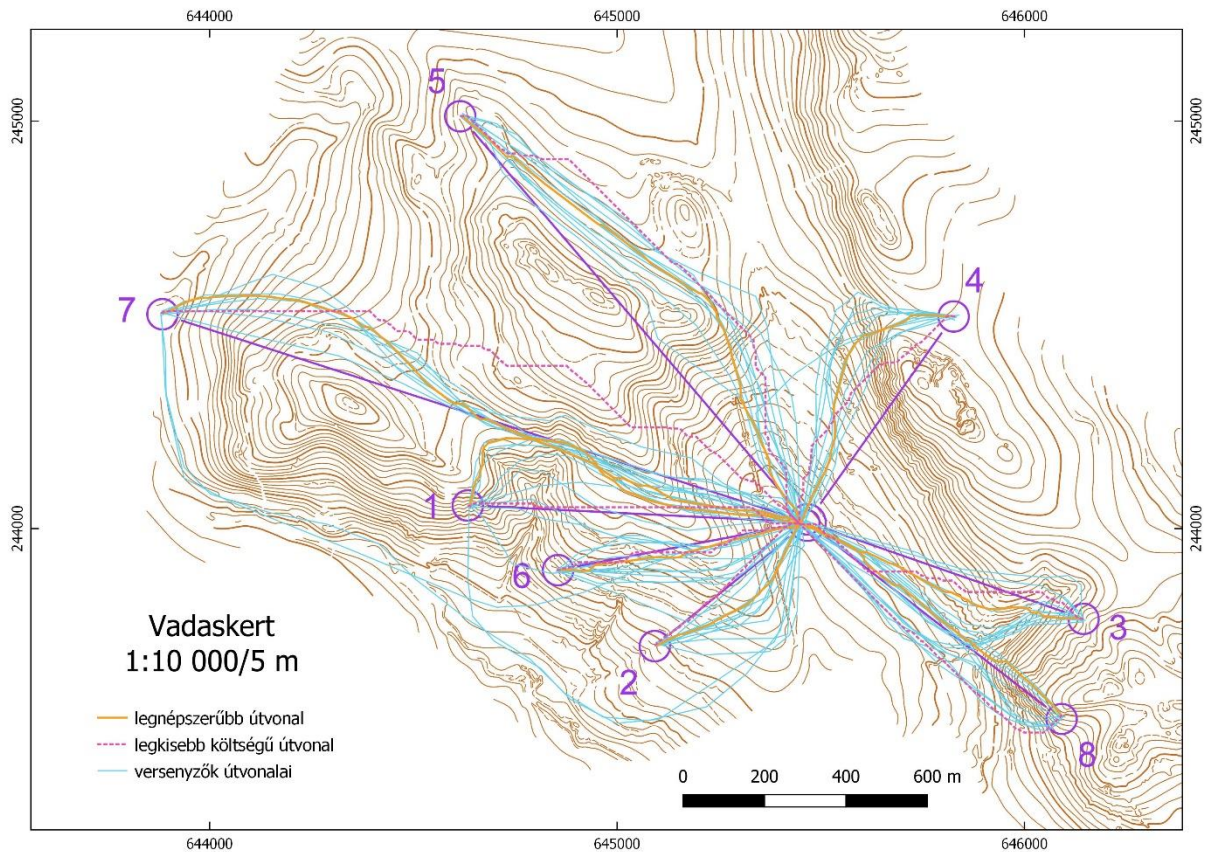 644000 645000 646000
5
245000 245000
4
7
1
244000 244000
6
3
2
8
Vadaskert
1:10 000/5 m
legnépszerűbb útvonal
legkisebb költségű útvonal
versenyzők útvonalai
0 200 400 600 m
644000 645000 646000